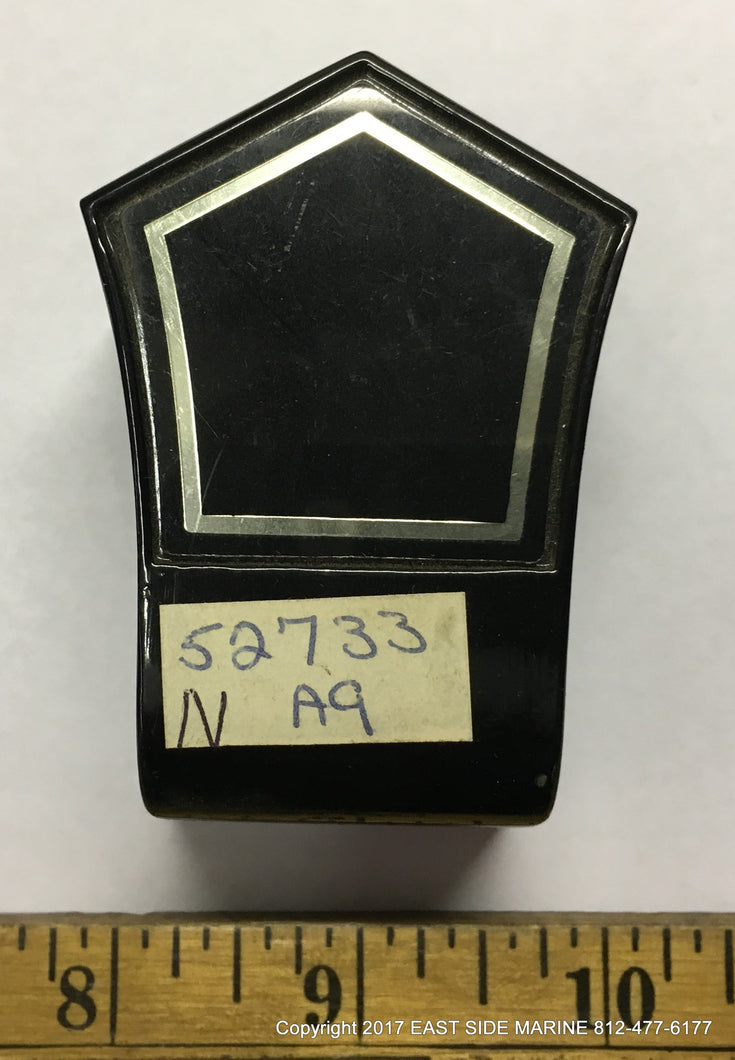 52733
N A9
8 9 10
Copyright 2017 EAST SIDE MARINE 812-477-6177